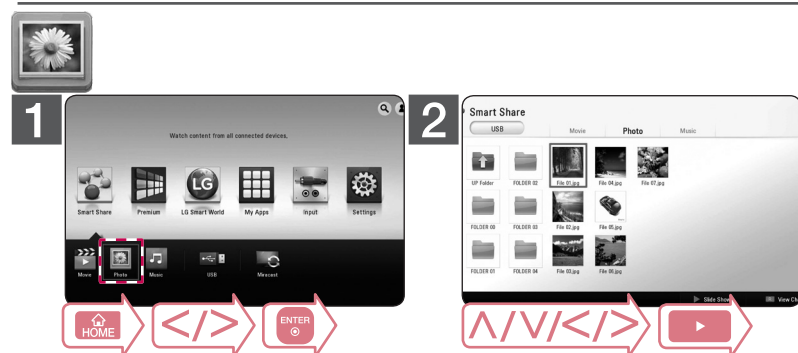 1
Watch content from all connected devices.
LG
Smart Share
Premium
LG Smart World
My Apps
Input
Settings
Movie
Photo
Music
USB
Miracast
HOME
</>
ENTER
2
Smart Share
USB
Movie
Photo
Music
UP Folder
FOLDER 02
File 01.jpg
File 04.jpg
File 07.jpg
FOLDER 00
FOLDER 03
File 02.jpg
File 05.jpg
FOLDER 01
FOLDER 04
File 03.jpg
File 06.jpg
Slide Show
View Ch
Λ/V/</>